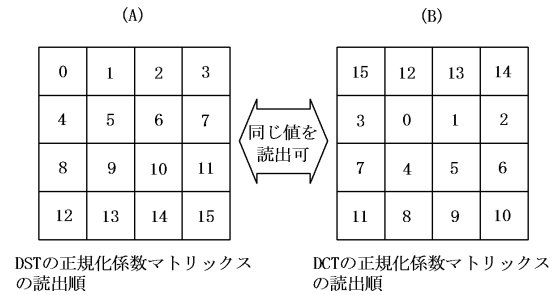 (A)
0 1 2 3
4 5 6 7
8 9 10 11
12 13 14 15
DSTの正規化係数マトリックス
の読出順
同じ値を
読出可
(B)
15 12 13 14
3 0 1 2
7 4 5 6
11 8 9 10
DCTの正規化係数マトリックス
の読出順